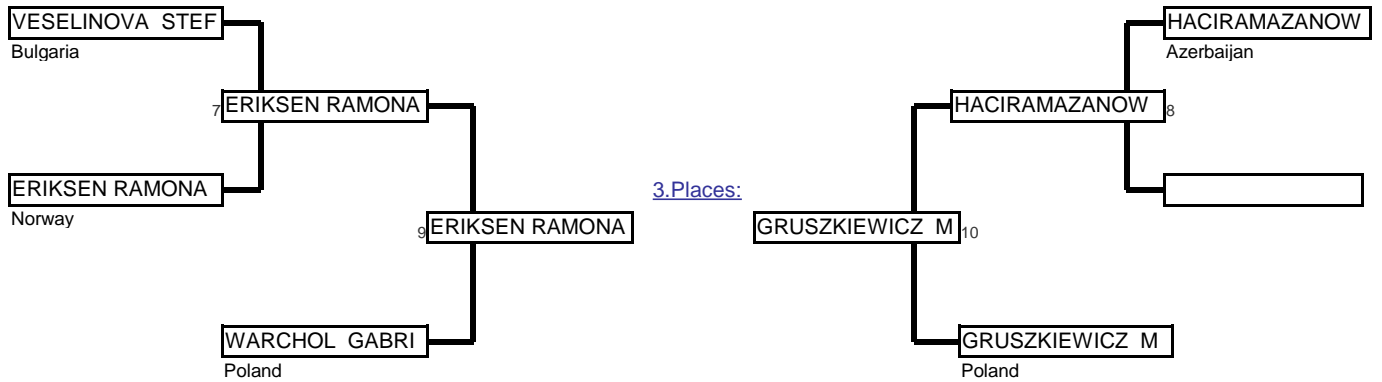 VESELINOVA STEF
Bulgaria
7 ERIKSEN RAMONA
ERIKSEN RAMONA
Norway
9 ERIKSEN RAMONA
WARCHOL GABRI
Poland
3.Places:
HACIRAMAZANOW
Azerbaijan
HACIRAMAZANOW 8
GRUSZKIEWICZ M 10
GRUSZKIEWICZ M
Poland